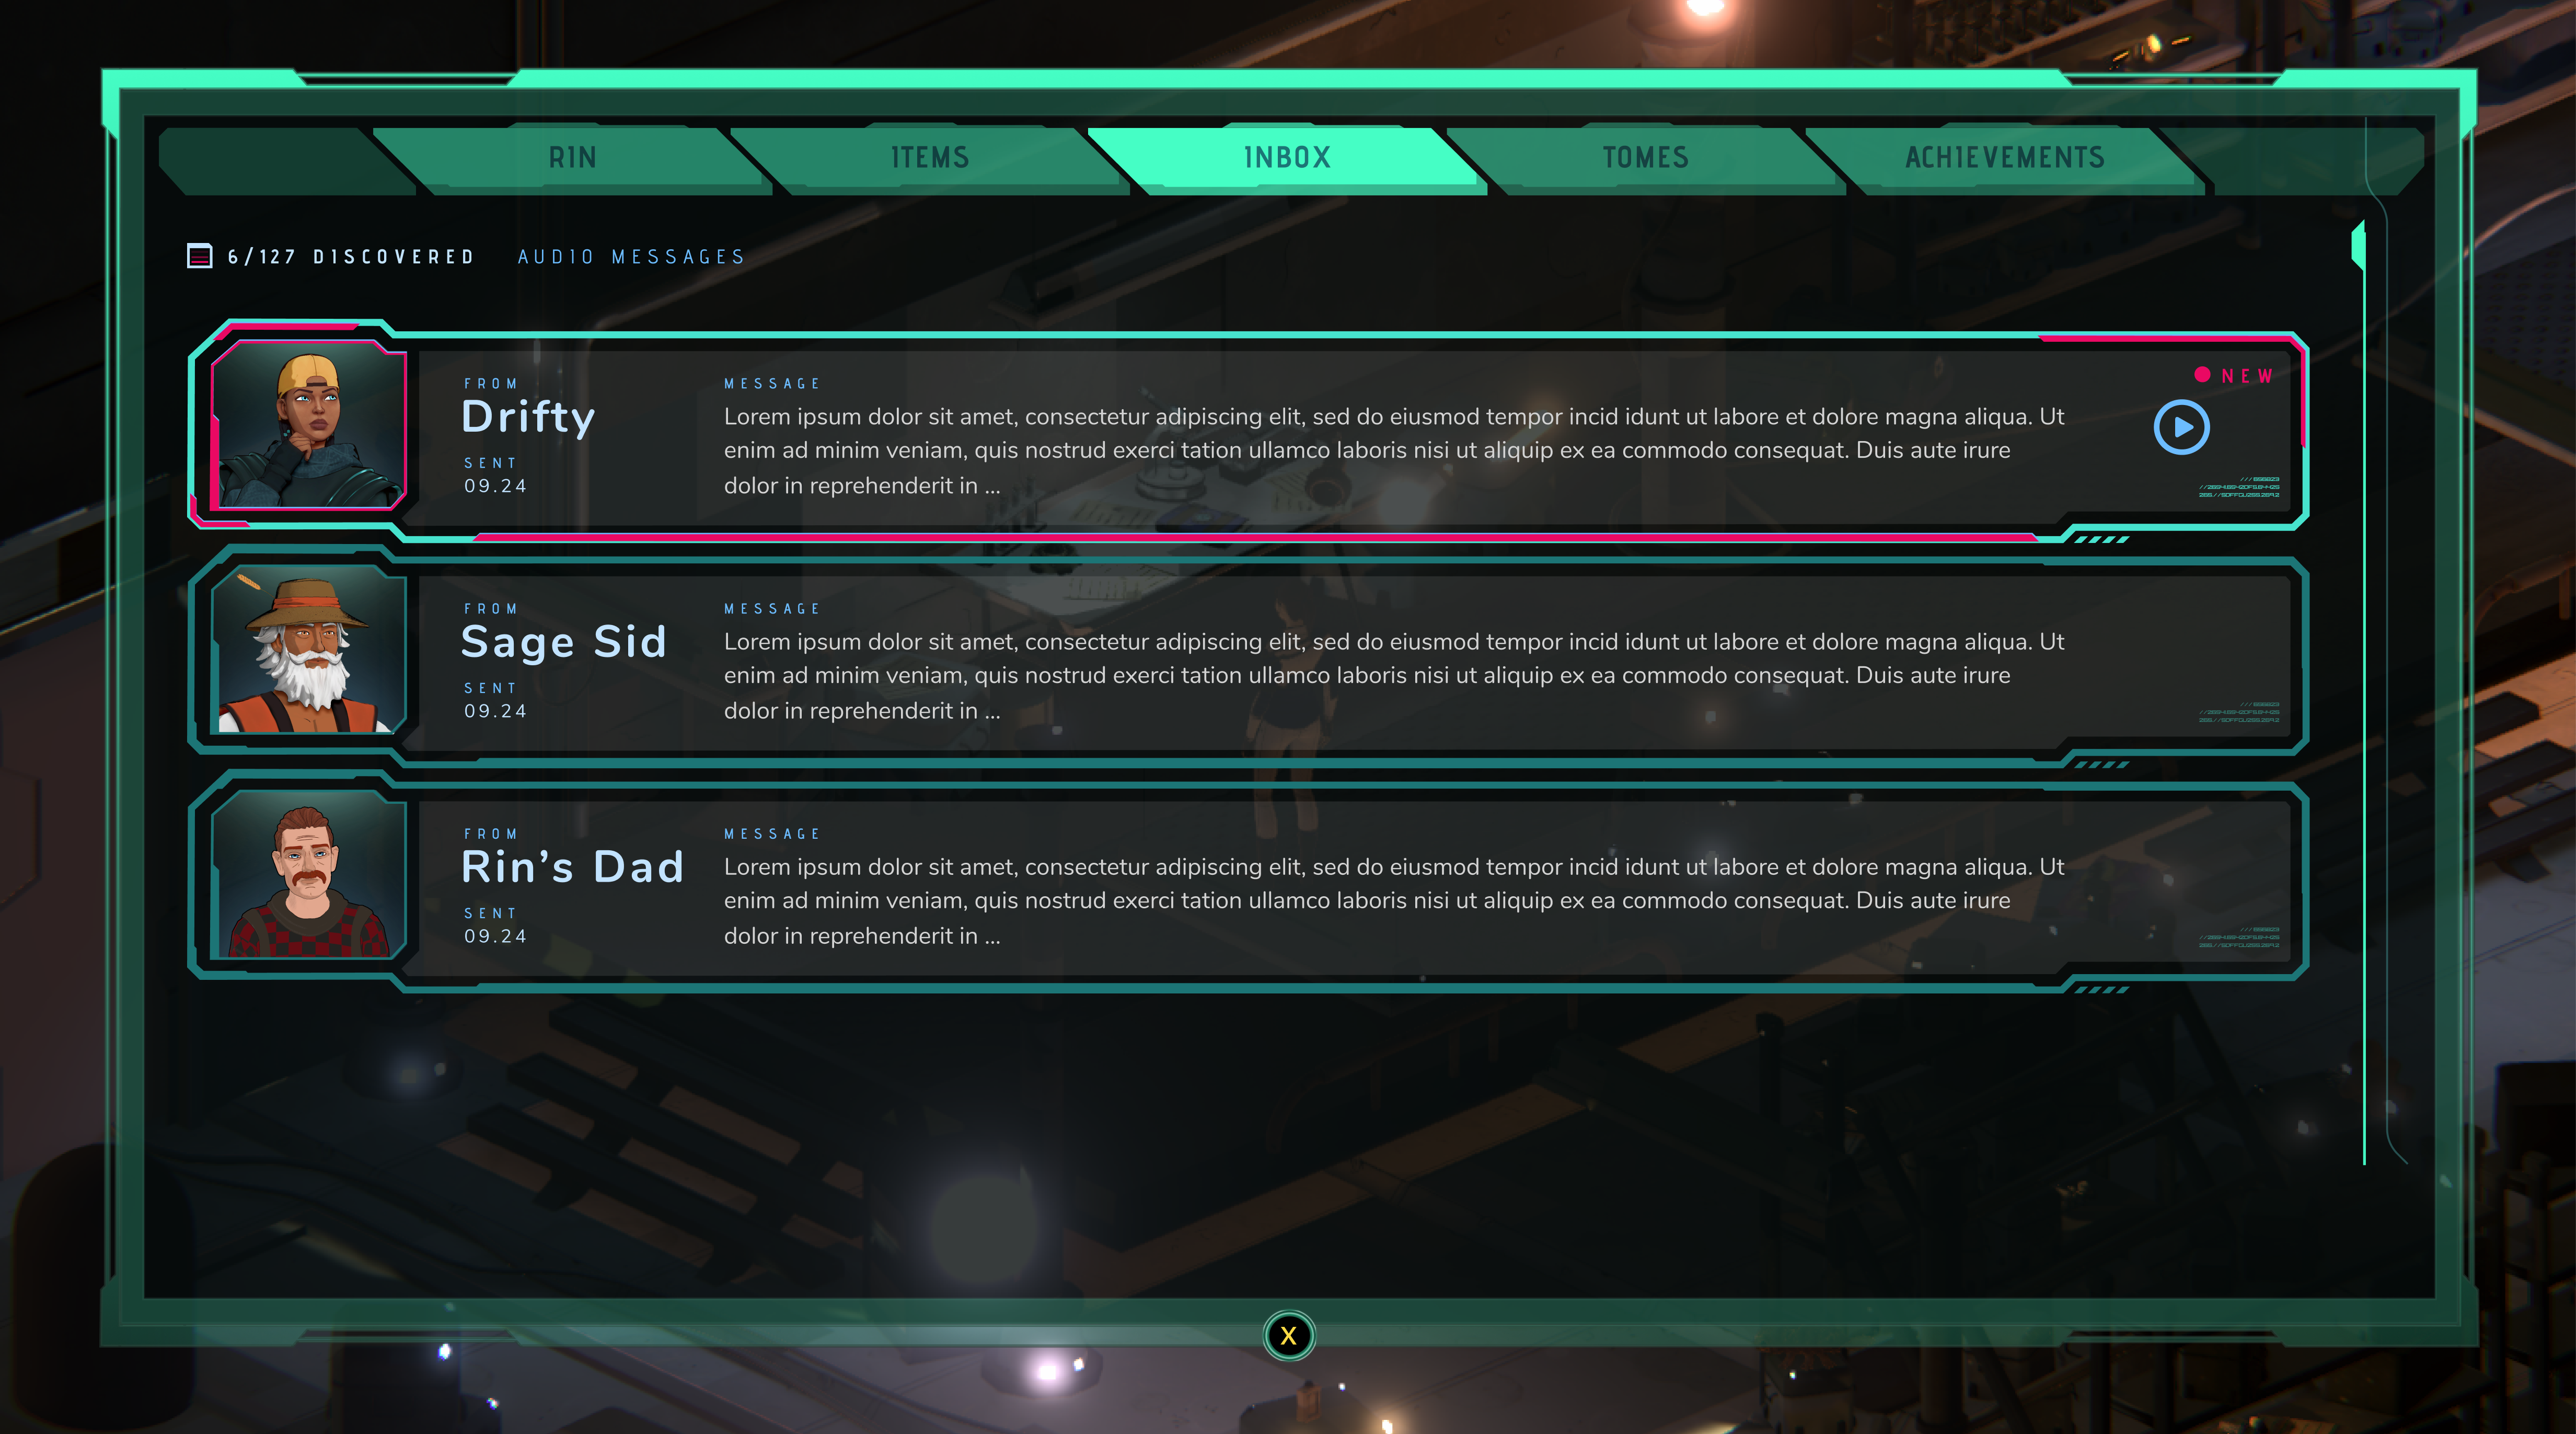 RIN
ITEMS
INBOX
TOMES
ACHIEVEMENTS
6/127 DISCOVERED
AUDIO MESSAGES
FROM
Drifty
SENT
09.24
MESSAGE
Lorem ipsum dolor sit amet, consectetur adipiscing elit, sed do eiusmod tempor incid idunt ut labore et dolore magna aliqua. Ut
enim ad minim veniam, quis nostrud exerci tation ullamco laboris nisi ut aliquip ex ea commodo consequat. Duis aute irure
dolor in reprehenderit in ...
NEW
FROM
Sage Sid
SENT
09.24
MESSAGE
Lorem ipsum dolor sit amet, consectetur adipiscing elit, sed do eiusmod tempor incid idunt ut labore et dolore magna aliqua. Ut
enim ad minim veniam, quis nostrud exerci tation ullamco laboris nisi ut aliquip ex ea commodo consequat. Duis aute irure
dolor in reprehenderit in ...
FROM
Rin’s Dad
SENT
09.24
MESSAGE
Lorem ipsum dolor sit amet, consectetur adipiscing elit, sed do eiusmod tempor incid idunt ut labore et dolore magna aliqua. Ut
enim ad minim veniam, quis nostrud exerci tation ullamco laboris nisi ut aliquip ex ea commodo consequat. Duis aute irure
dolor in reprehenderit in ...
X